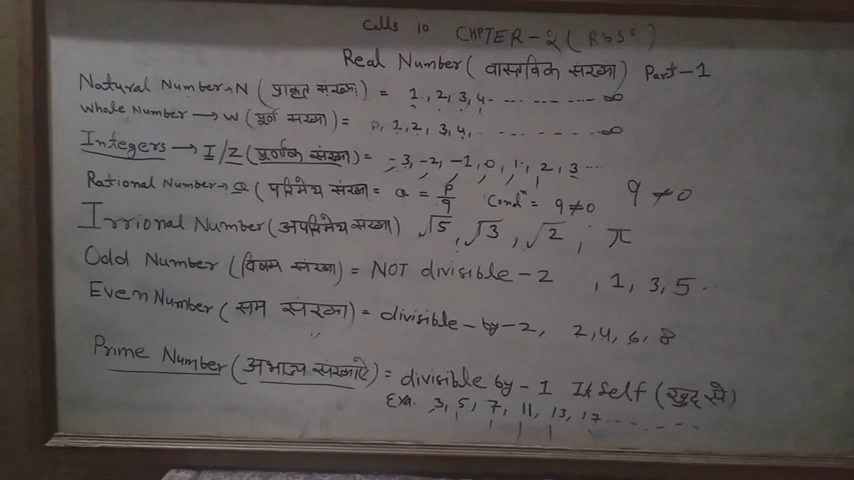 Calls 10 CHPTER-2 (RBSE)
Real Number (वास्तविक संख्या) Part-1
Natural Number→N (प्राकृत संख्या) = 1, 2, 3, 4 ............ ∞
Whole Number → W (पूर्ण संख्या) = 0, 1, 2, 3, 4, ............ ∞
Integers → I/Z (पूर्णांक संख्या) = -3, -2, -1, 0, 1, 2, 3 ...
Rational Number→ Q (परिमेय संख्या = Q = p/q Condⁿ = q≠0 q≠0
Irrional Number (अपरिमेय संख्या) √5, √3, √2, π
Odd Number (विषम संख्या) = NOT divisible-2, 1, 3, 5.
Even Number (सम संख्या) = divisible-by-2, 2, 4, 6, 8
Prime Number (अभाज्य संख्याऐ) = divisible by-1 It Self (खुद से)
Exa. 3, 5, 7, 11, 13, 17.......